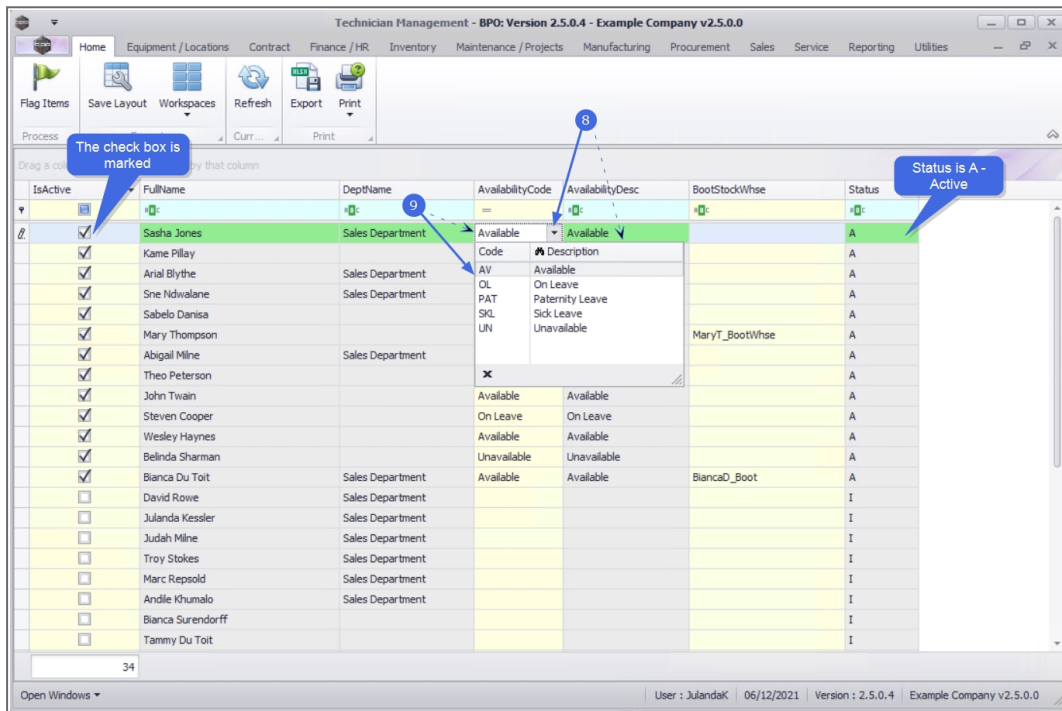 Technician Management - BPO: Version 2.5.0.4 - Example Company v2.5.0.0
Home Equipment / Locations Contract Finance / HR Inventory Maintenance / Projects Manufacturing Procurement Sales Service Reporting Utilities
Flag Items Save Layout Workspaces Refresh Export Print
Process Curr... Print
The check box is
marked
by that column
8
Status is A -
Active
IsActive FullName DeptName AvailabilityCode AvailabilityDesc BootStockWhse Status
9
Sasha Jones Sales Department Available Available A
Kame Pillay A
Code Description
Arial Blythe Sales Department A
AV Available
Sne Ndwalane Sales Department A
OL On Leave
PAT Paternity Leave
Sabelo Danisa A
SKL Sick Leave
Mary Thompson MaryT_BootWhse A
UN Unavailable
Abigail Milne Sales Department A
Theo Peterson A
John Twain Available Available A
Steven Cooper On Leave On Leave A
Wesley Haynes Available Available A
Belinda Sharman Unavailable Unavailable A
Bianca Du Toit Sales Department Available Available BiancaD_Boot A
David Rowe Sales Department I
Julanda Kessler Sales Department I
Judah Milne Sales Department I
Troy Stokes Sales Department I
Marc Repsold Sales Department I
Andile Khumalo Sales Department I
Bianca Surendorff I
Tammy Du Toit I
34
Open Windows User : JulandaK 06/12/2021 Version : 2.5.0.4 Example Company v2.5.0.0